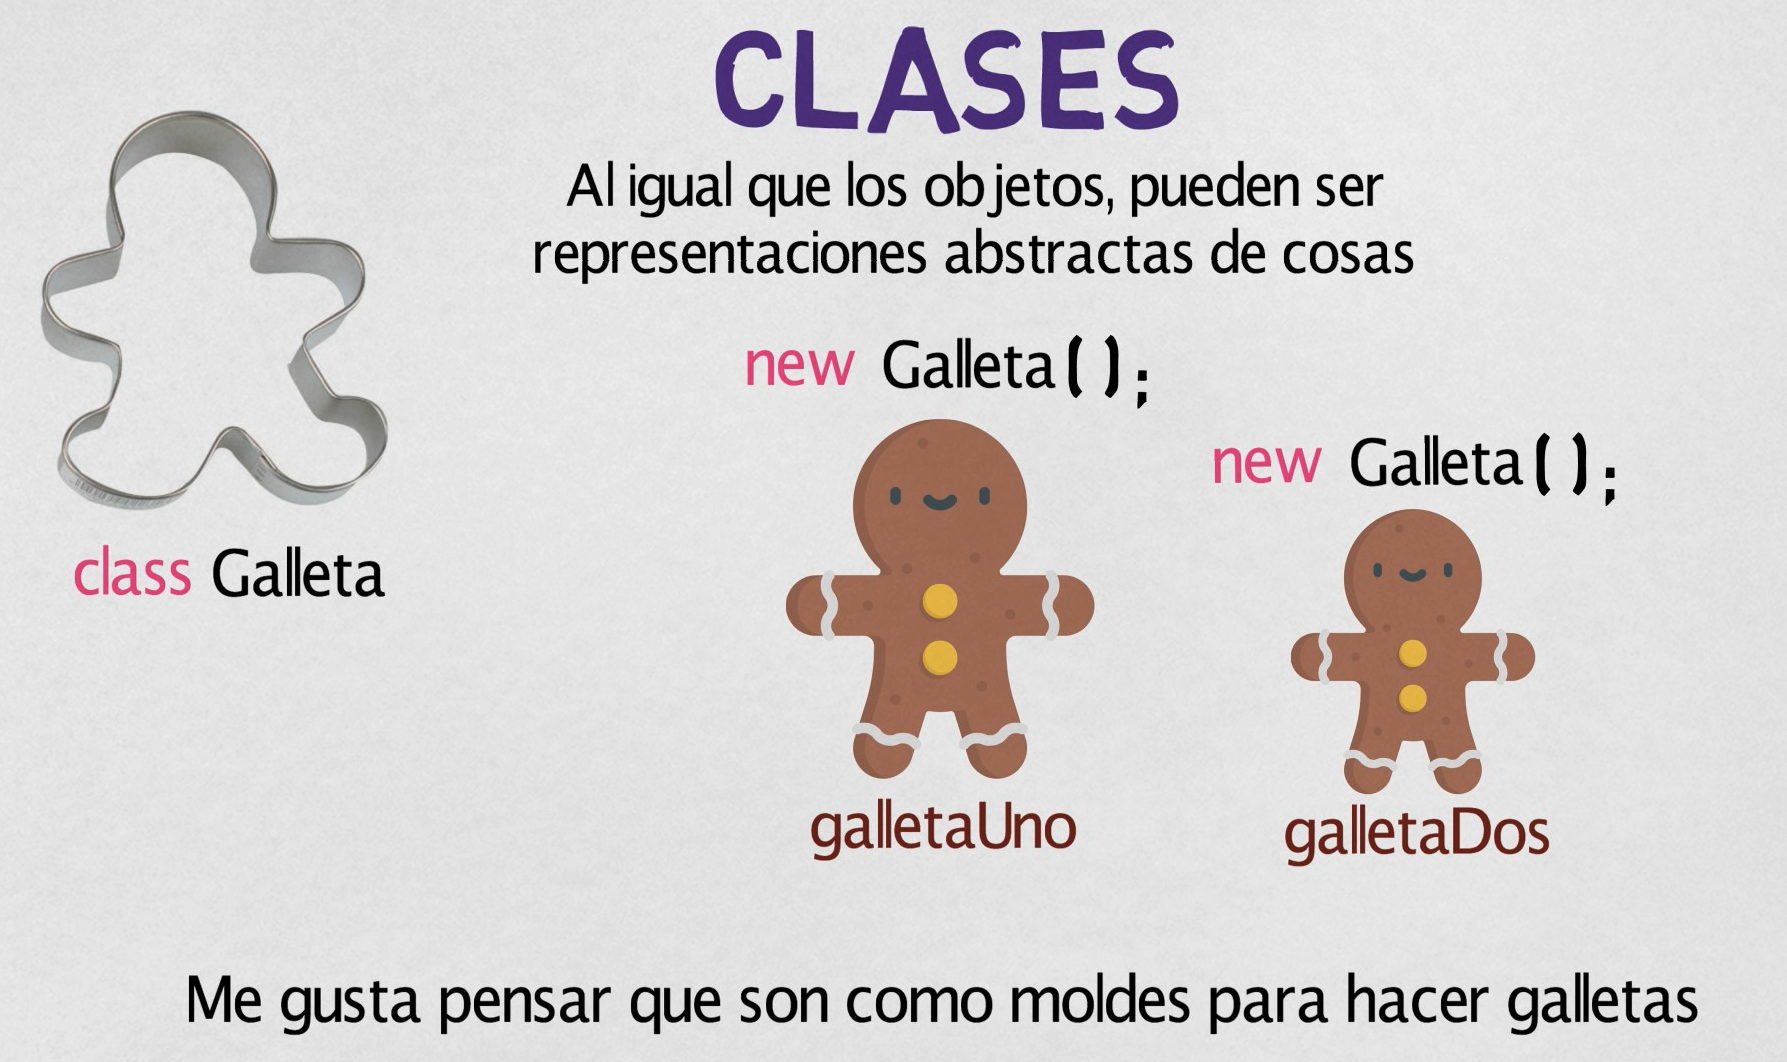 CLASES
Al igual que los objetos, pueden ser
representaciones abstractas de cosas
new Galleta();
new Galleta();
class Galleta
galletaUno
galletaDos
Me gusta pensar que son como moldes para hacer galletas